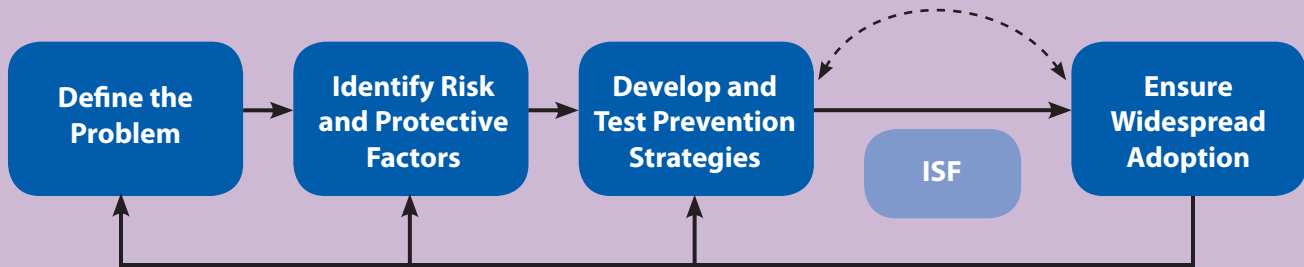 Define the
Problem
Identify Risk
and Protective
Factors
Develop and
Test Prevention
Strategies
ISF
Ensure
Widespread
Adoption